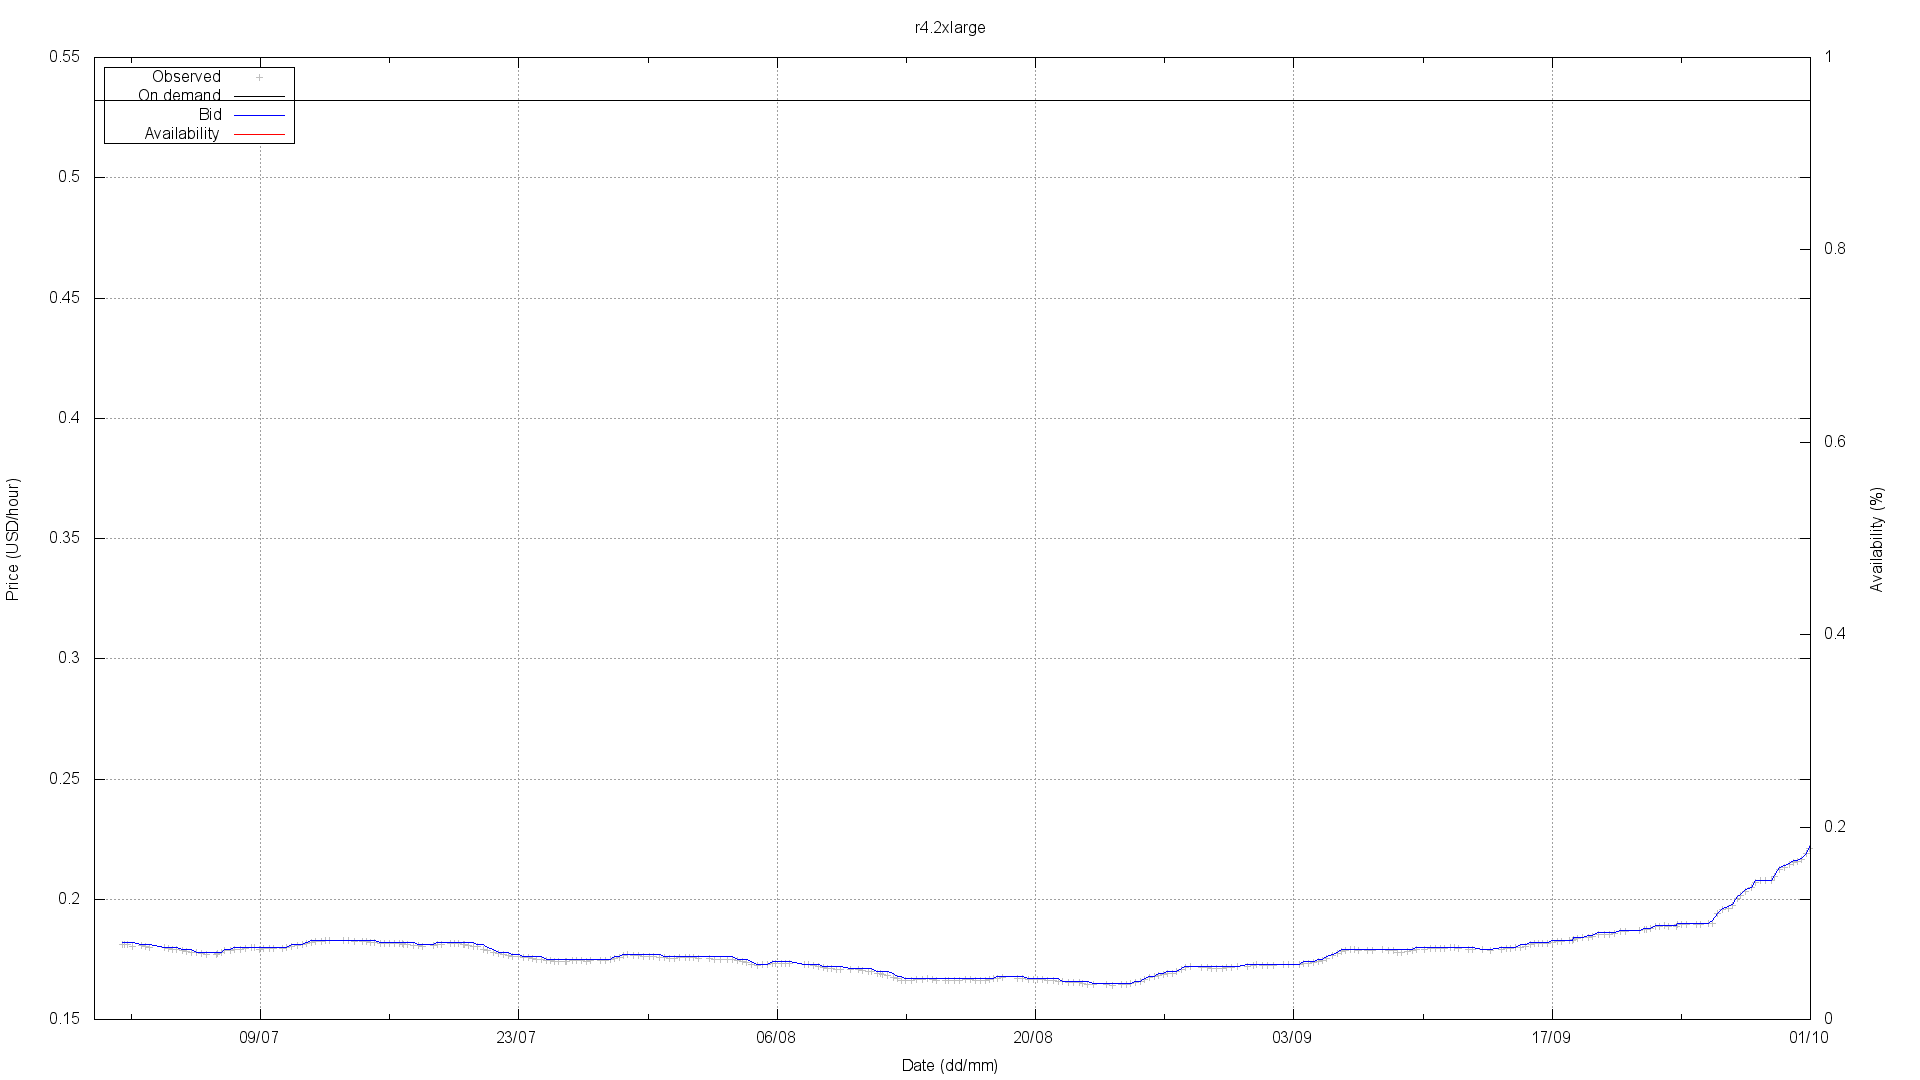 r4.2xlarge
0.55
0.5
0.45
0.4
0.35
0.3
0.25
0.2
0.15
1
0.8
0.6
0.4
0.2
0
Observed
On demand
Bid
Availability
Price (USD/hour)
Availability (%)
09/07
23/07
06/08
20/08
03/09
17/09
01/10
Date (dd/mm)